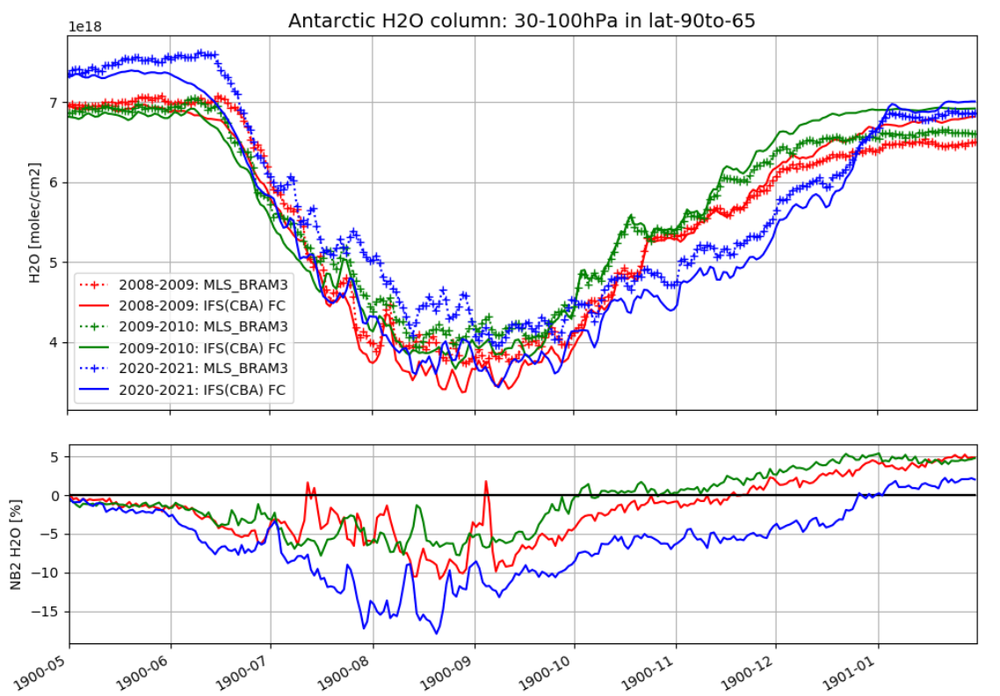 Antarctic H2O column: 30-100hPa in lat-90to-65
1e18
7
6
5
4
H2O [molec/cm2]
2008-2009: MLS_BRAM3
2008-2009: IFS(CBA) FC
2009-2010: MLS_BRAM3
2009-2010: IFS(CBA) FC
2020-2021: MLS_BRAM3
2020-2021: IFS(CBA) FC
5
0
−5
−10
−15
NB2 H2O [%]
1900-05
1900-06
1900-07
1900-08
1900-09
1900-10
1900-11
1900-12
1901-01